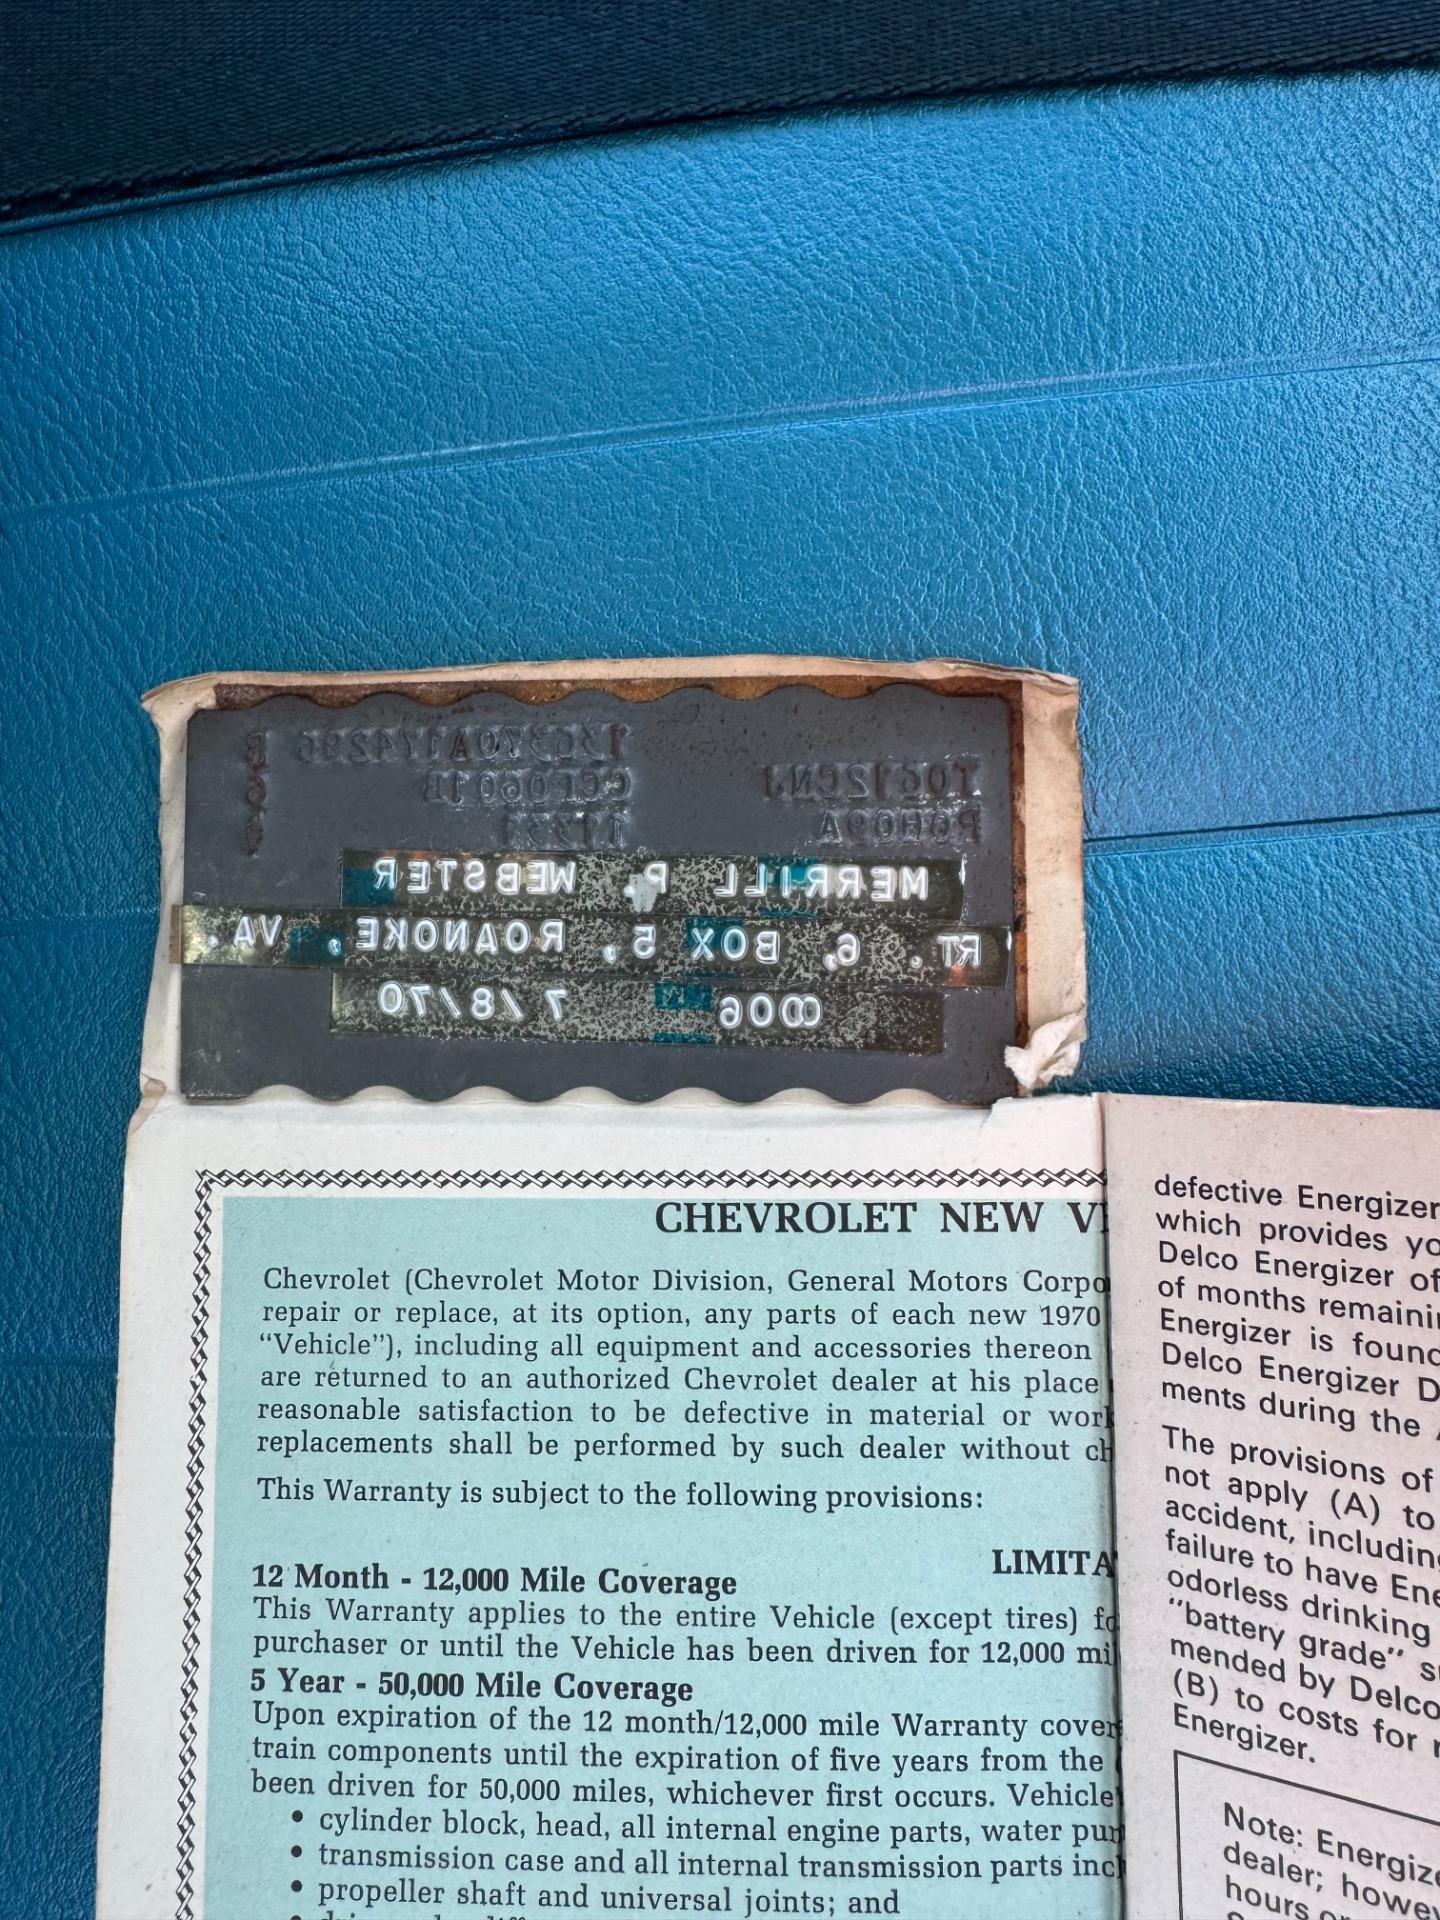 MERRILL P. WEBSTER
RT. 6, BOX 5, ROANOKE, VA.
0006 7/8/70
CHEVROLET NEW
Chevrolet (Chevrolet Motor Division, General Motors Corpo
repair or replace, at its option, any parts of each new 1970
“Vehicle”), including all equipment and accessories thereon
are returned to an authorized Chevrolet dealer at his place
reasonable satisfaction to be defective in material or work
replacements shall be performed by such dealer without ch
This Warranty is subject to the following provisions:
LIMITA
12 Month - 12,000 Mile Coverage
This Warranty applies to the entire Vehicle (except tires) fo
purchaser or until the Vehicle has been driven for 12,000 mil
5 Year - 50,000 Mile Coverage
Upon expiration of the 12 month/12,000 mile Warranty cover
train components until the expiration of five years from the
been driven for 50,000 miles, whichever first occurs. Vehicle
• cylinder block, head, all internal engine parts, water pum
• transmission case and all internal transmission parts incl
• propeller shaft and universal joints; and
defective Energizer
which provides yo
Delco Energizer of
of months remainin
Energizer is found
Delco Energizer D
ments during the
The provisions of
not apply (A) to
accident, including
failure to have Ene
odorless drinking
“battery grade” su
mended by Delco
(B) to costs for r
Energizer.
Note: Energize
dealer; howev
hours or